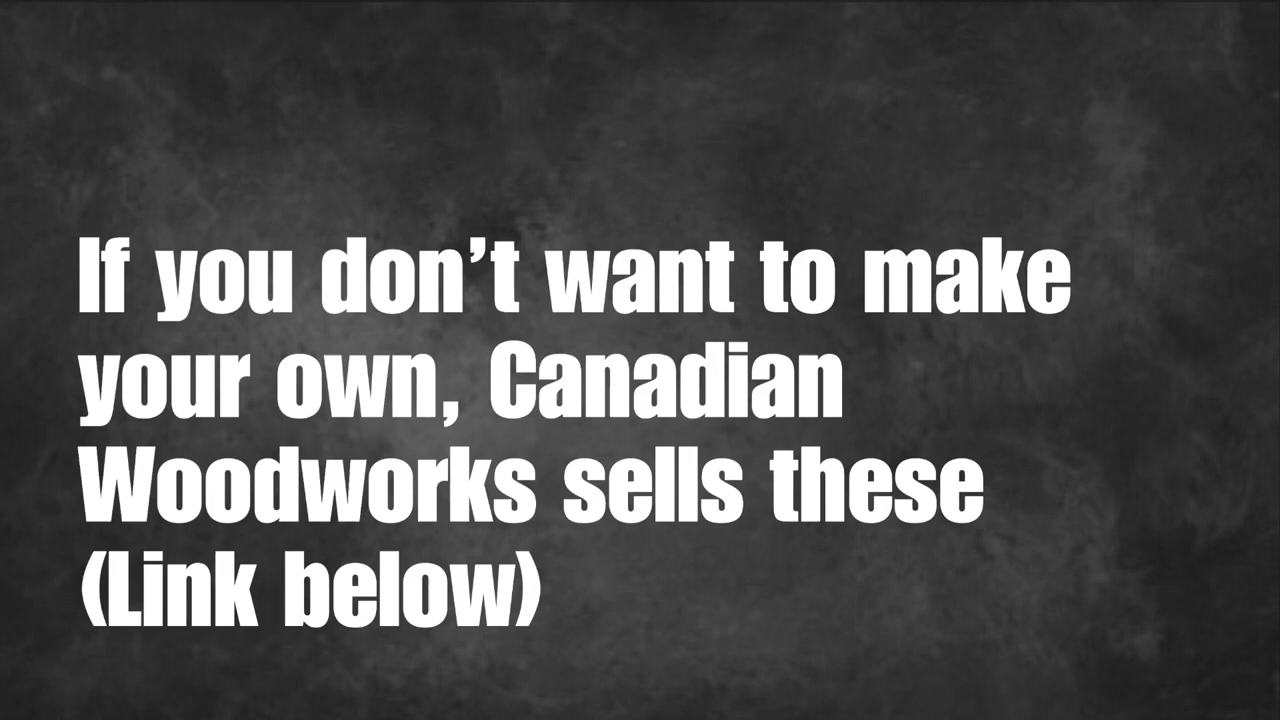 If you don’t want to make
your own, Canadian
Woodworks sells these
(Link below)